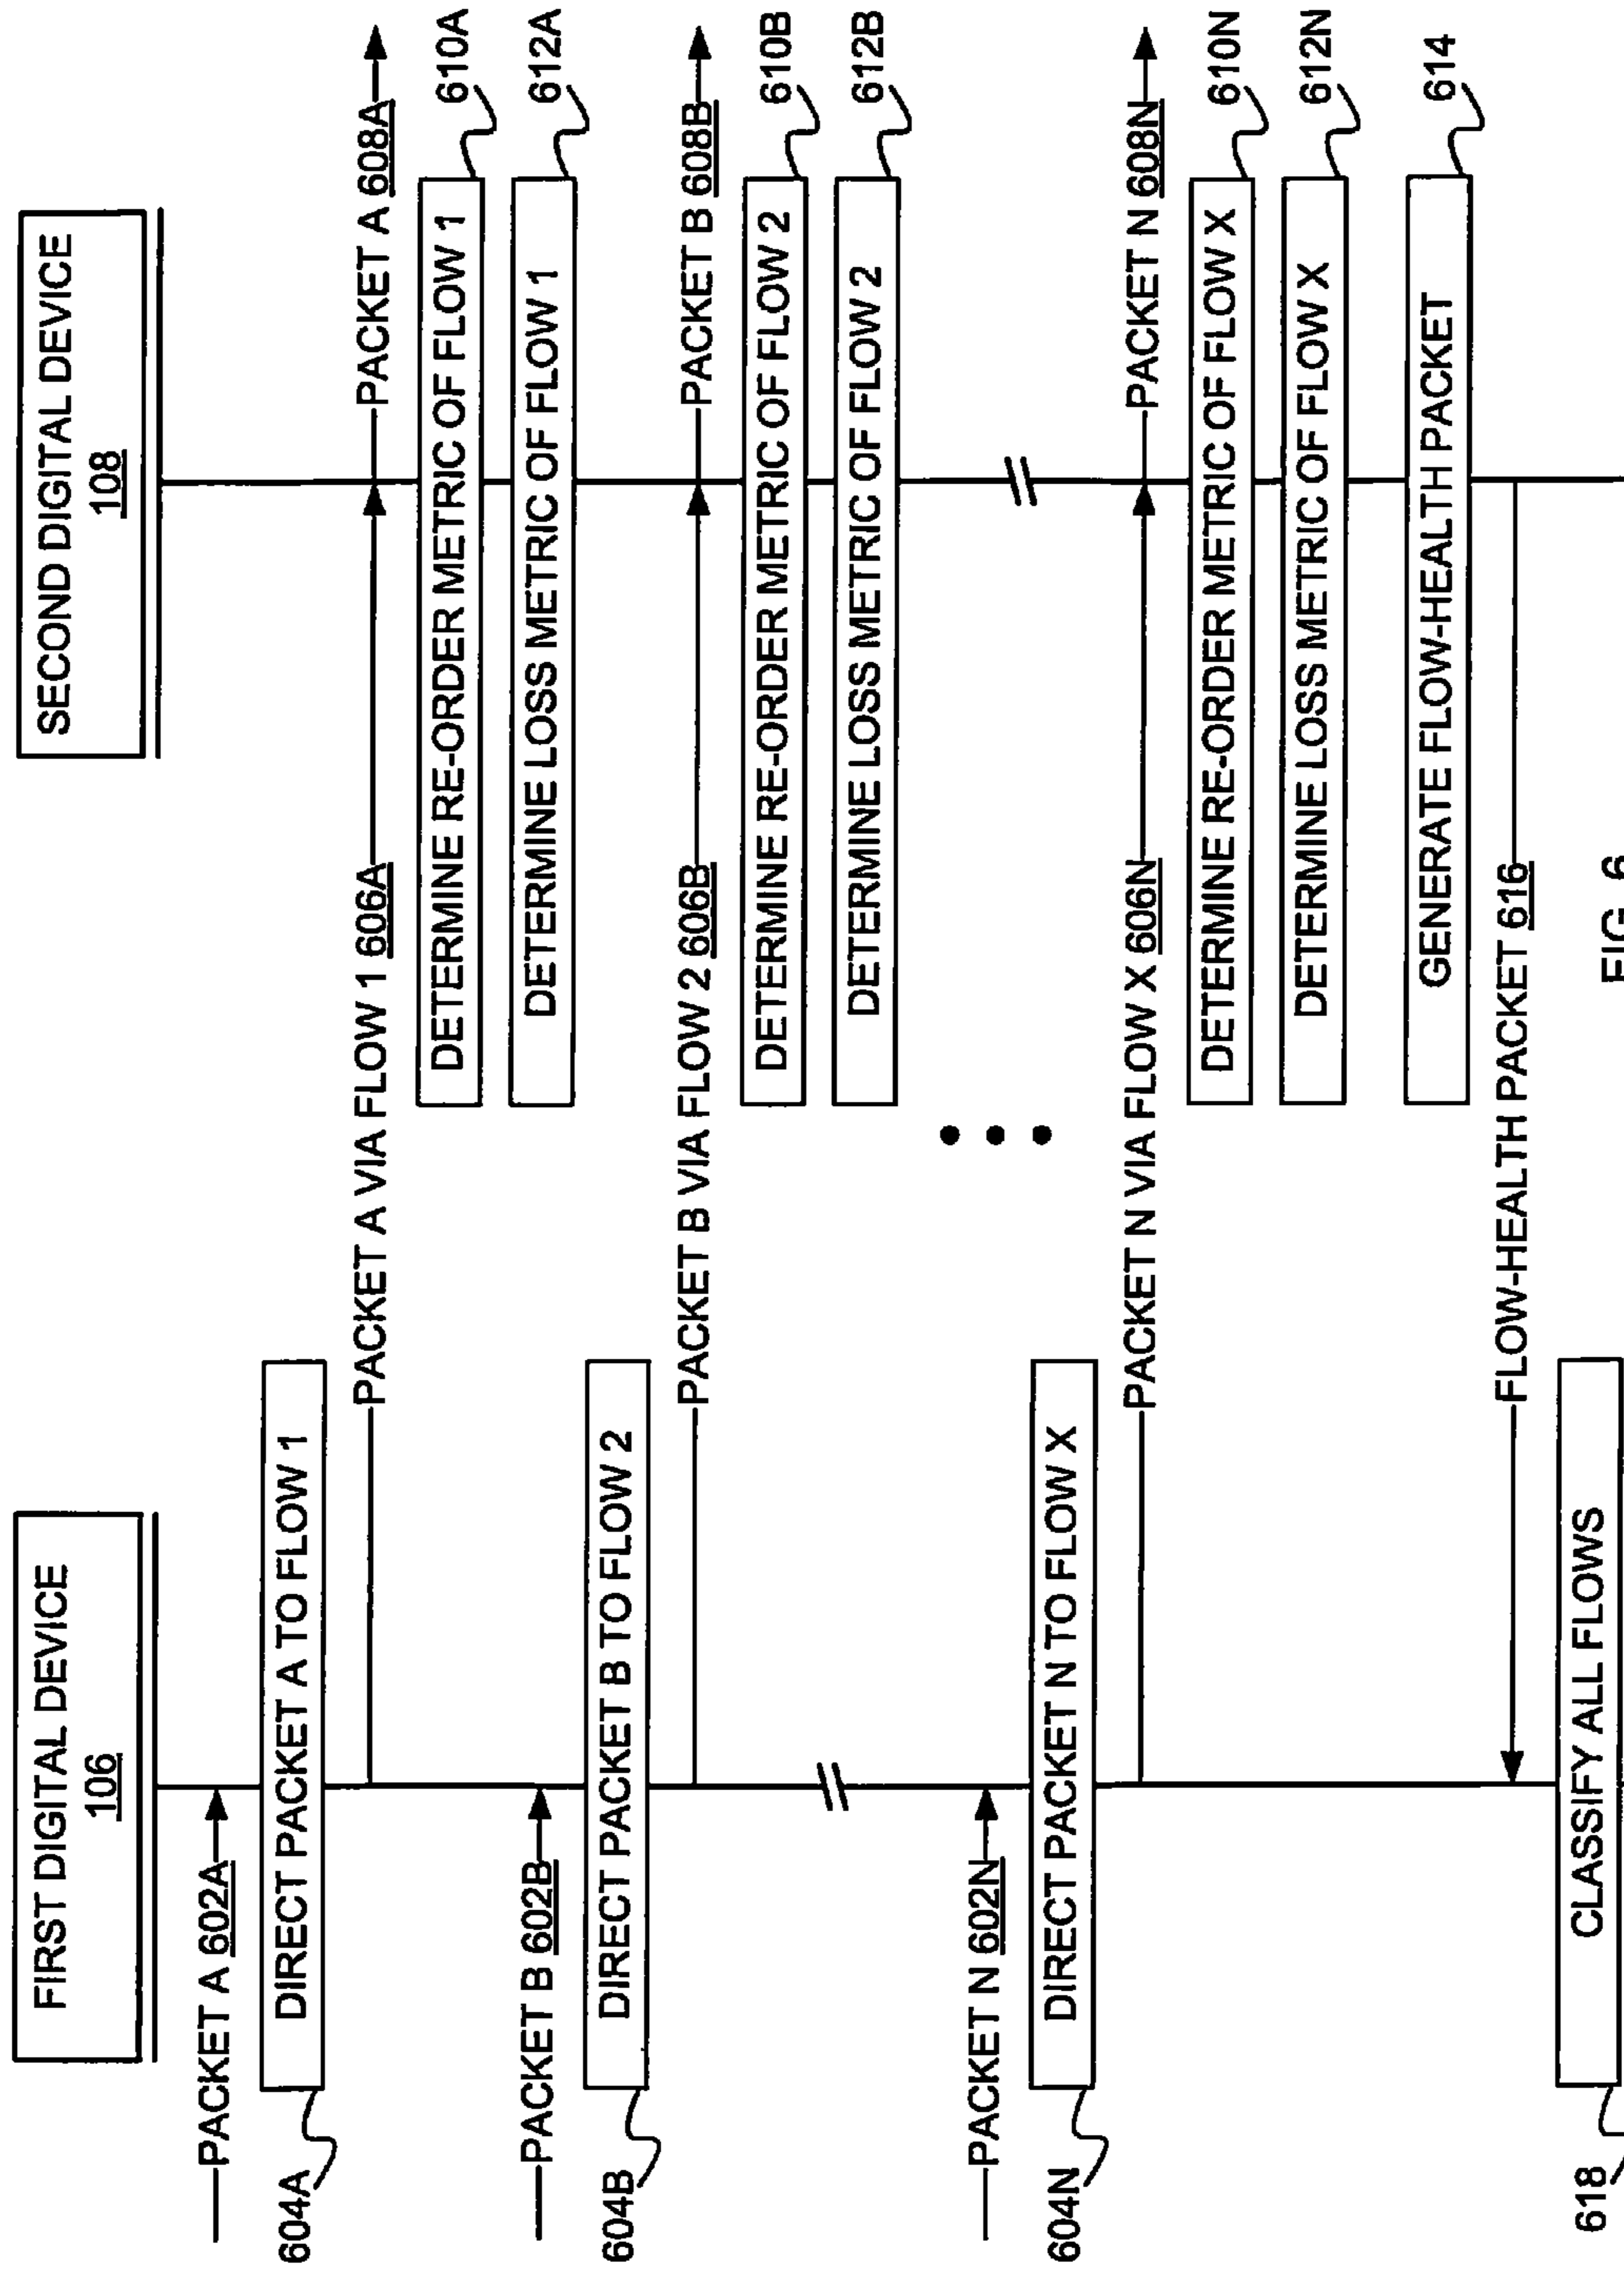 FIRST DIGITAL DEVICE
106
SECOND DIGITAL DEVICE
108
PACKET A 602A
604A
DIRECT PACKET A TO FLOW 1
PACKET A VIA FLOW 1 606A
PACKET A 608A
DETERMINE RE-ORDER METRIC OF FLOW 1
610A
DETERMINE LOSS METRIC OF FLOW 1
612A
PACKET B 602B
604B
DIRECT PACKET B TO FLOW 2
PACKET B VIA FLOW 2 606B
PACKET B 608B
DETERMINE RE-ORDER METRIC OF FLOW 2
610B
DETERMINE LOSS METRIC OF FLOW 2
612B
PACKET N 602N
604N
DIRECT PACKET N TO FLOW X
PACKET N VIA FLOW X 606N
PACKET N 608N
DETERMINE RE-ORDER METRIC OF FLOW X
610N
DETERMINE LOSS METRIC OF FLOW X
612N
GENERATE FLOW-HEALTH PACKET
614
FLOW-HEALTH PACKET 616
618
CLASSIFY ALL FLOWS
FIG. 6